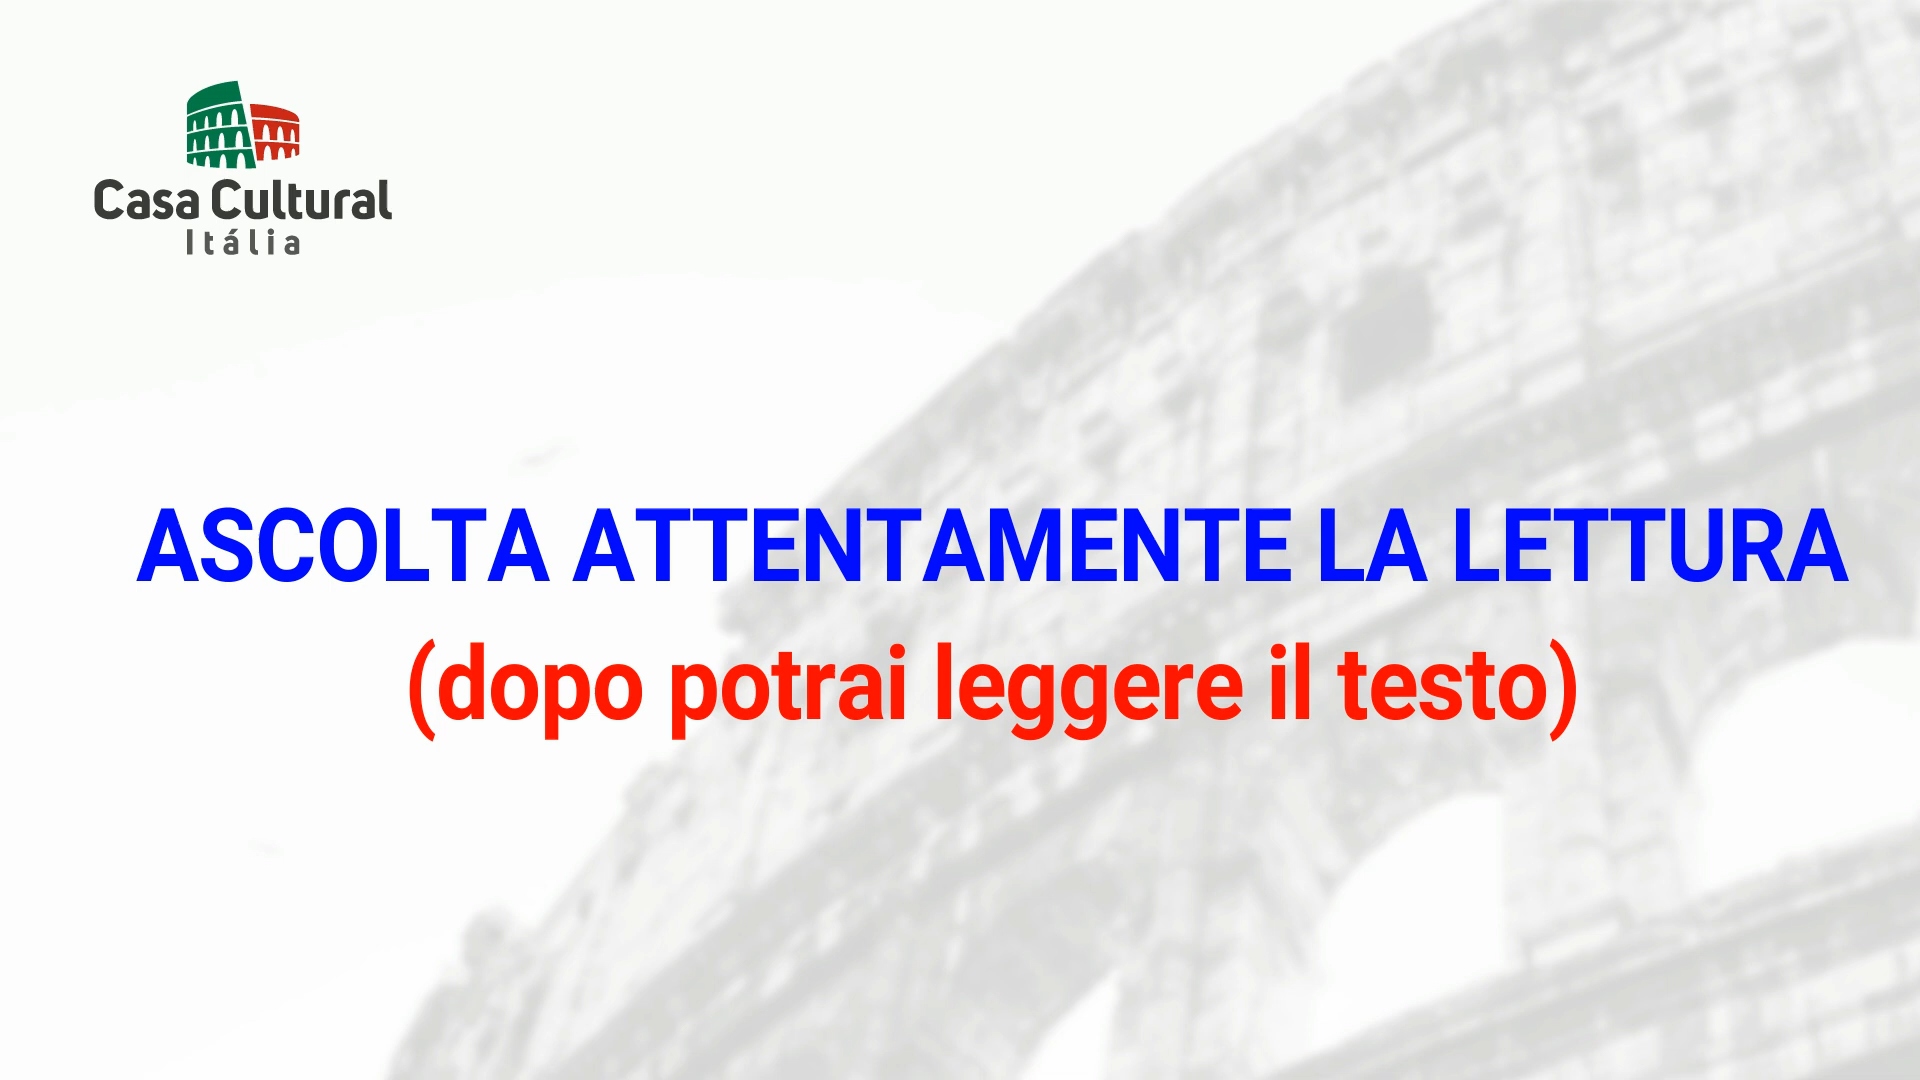 Casa Cultural
Itália
ASCOLTA ATTENTAMENTE LA LETTURA
(dopo potrai leggere il testo)